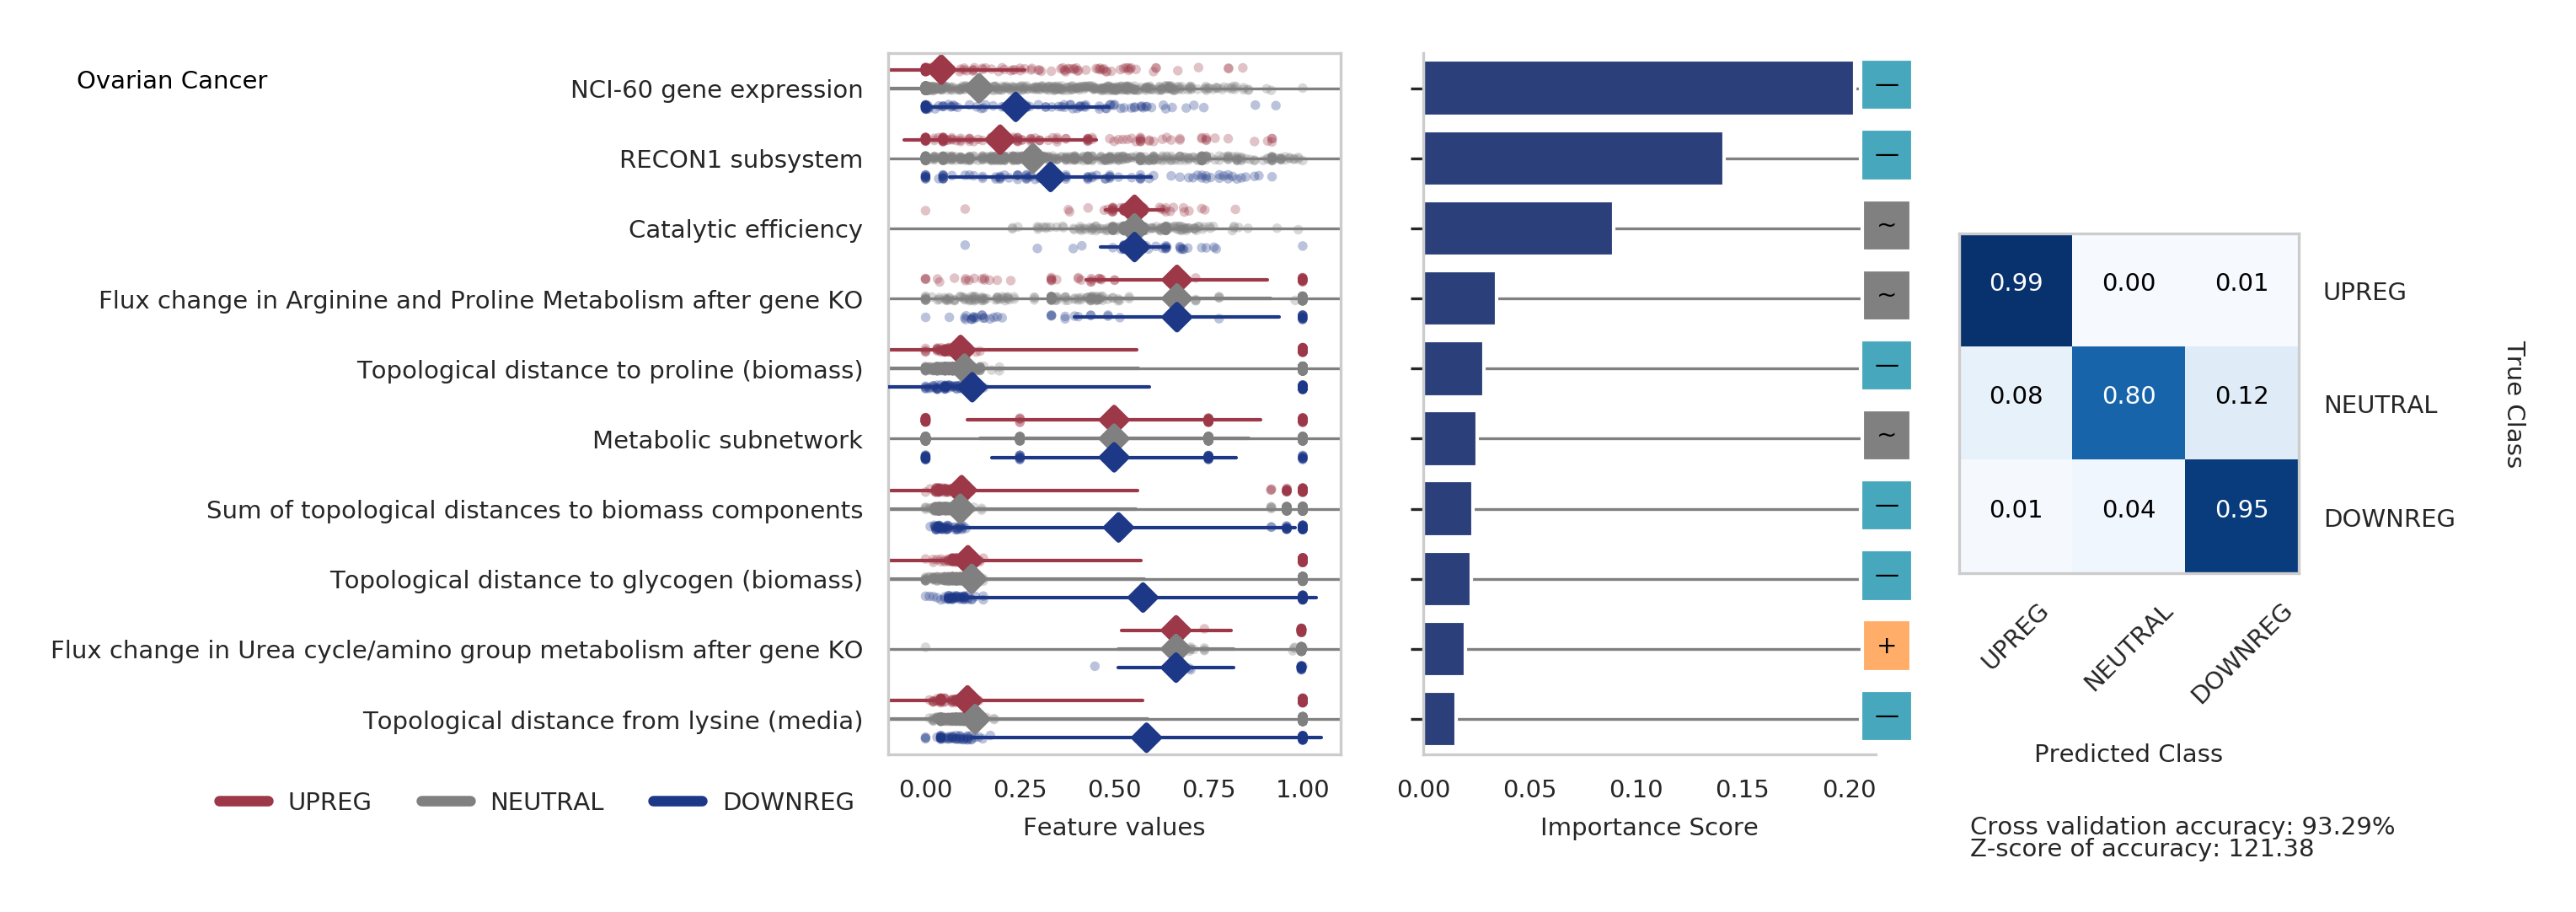 Ovarian Cancer
NCI-60 gene expression
RECON1 subsystem
Catalytic efficiency
Flux change in Arginine and Proline Metabolism after gene KO
Topological distance to proline (biomass)
Metabolic subnetwork
Sum of topological distances to biomass components
Topological distance to glycogen (biomass)
Flux change in Urea cycle/amino group metabolism after gene KO
Topological distance from lysine (media)
UPREG NEUTRAL DOWNREG
0.00 0.25 0.50 0.75 1.00
Feature values
—
—
~
~
—
~
—
—
+
—
0.00 0.05 0.10 0.15 0.20
Importance Score
0.99 0.00 0.01 UPREG
0.08 0.80 0.12 NEUTRAL
0.01 0.04 0.95 DOWNREG
True Class
UPREG NEUTRAL DOWNREG
Predicted Class
Cross validation accuracy: 93.29%
Z-score of accuracy: 121.38